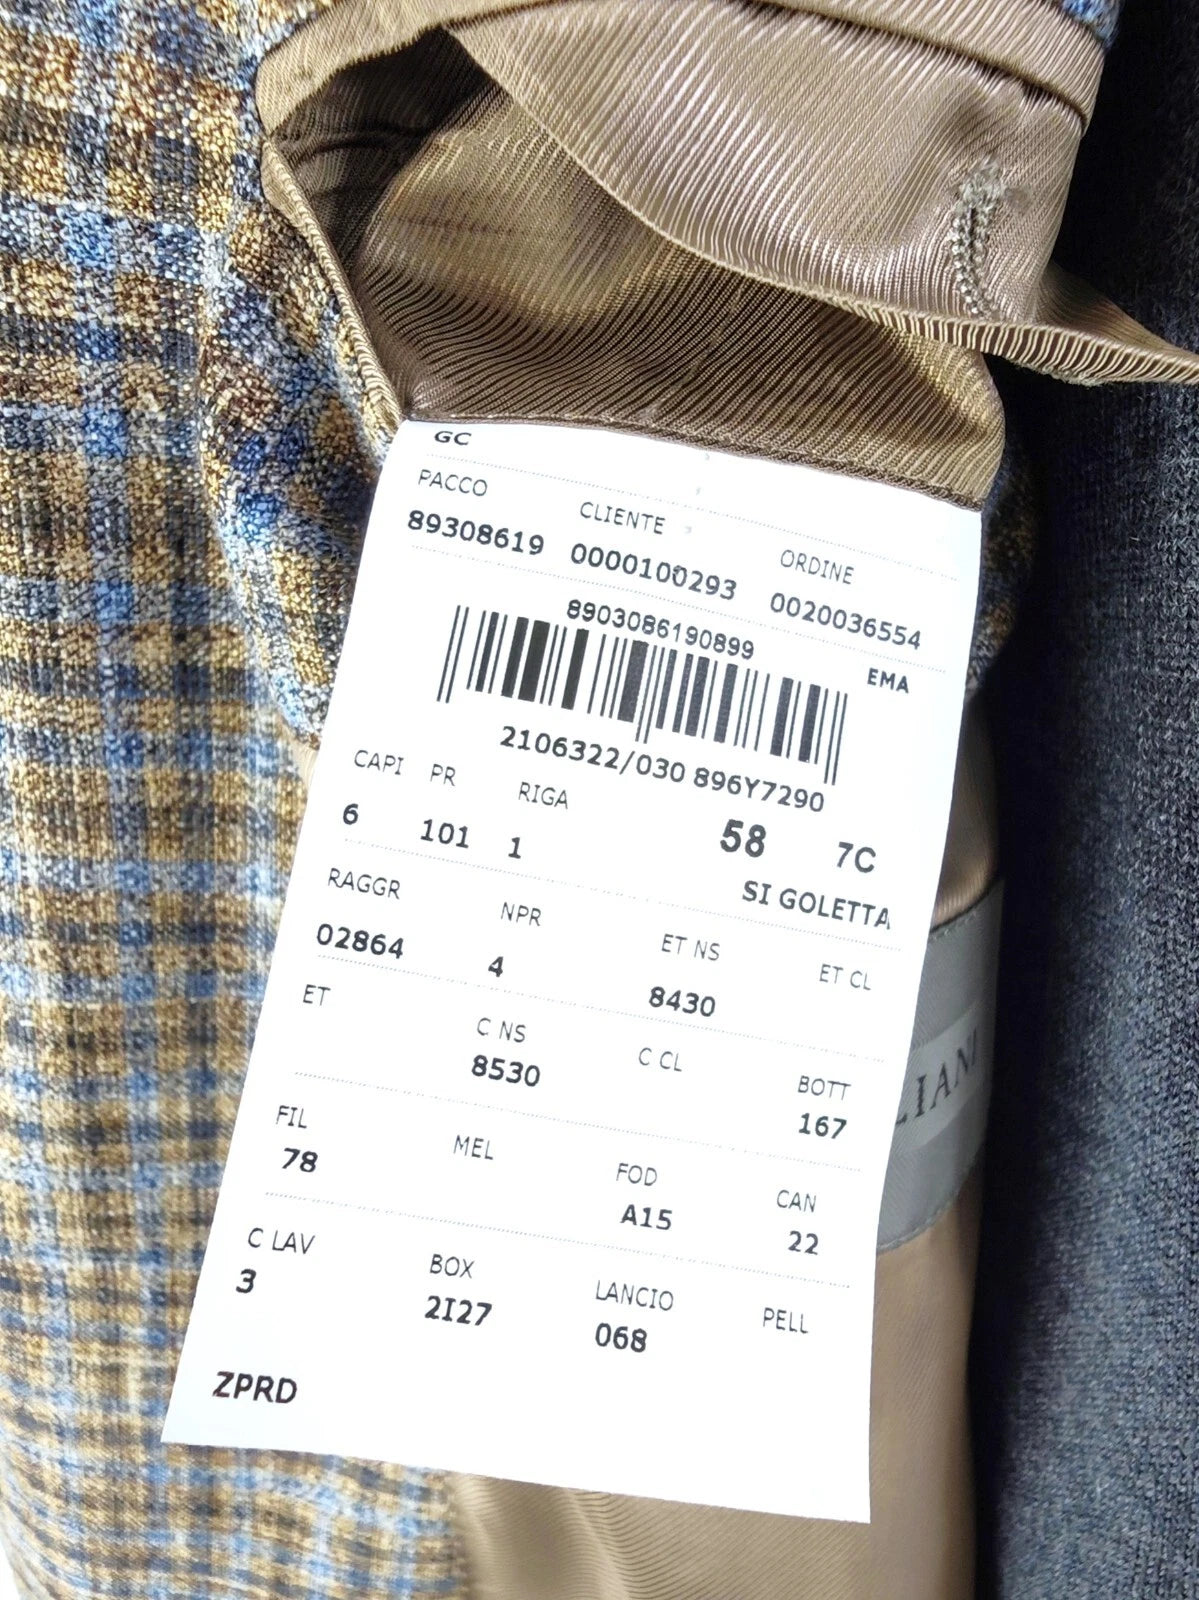 GC
PACCO CLIENTE ORDINE
89308619 0000100293 0020036554
8903086190899
EMA
2106322/030 896Y7290
CAPI PR RIGA
6 101 1 58 7C
SI GOLETTA
RAGGR NPR ET NS ET CL
02864 4 8430
ET C NS C CL BOTT
8530 167
FIL MEL FOD CAN
78 A15 22
C LAV BOX LANCIO PELL
3 2I27 068
ZPRD
LIANI